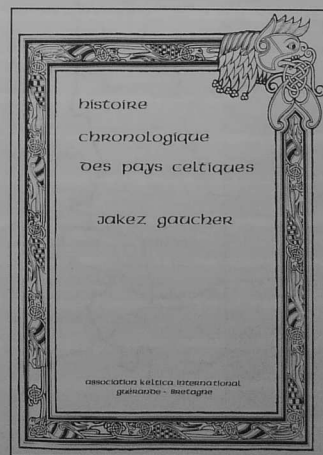 histoire
chronologique
des pays celtiques
jakez gaucher
association keltica international
guérande - bretagne